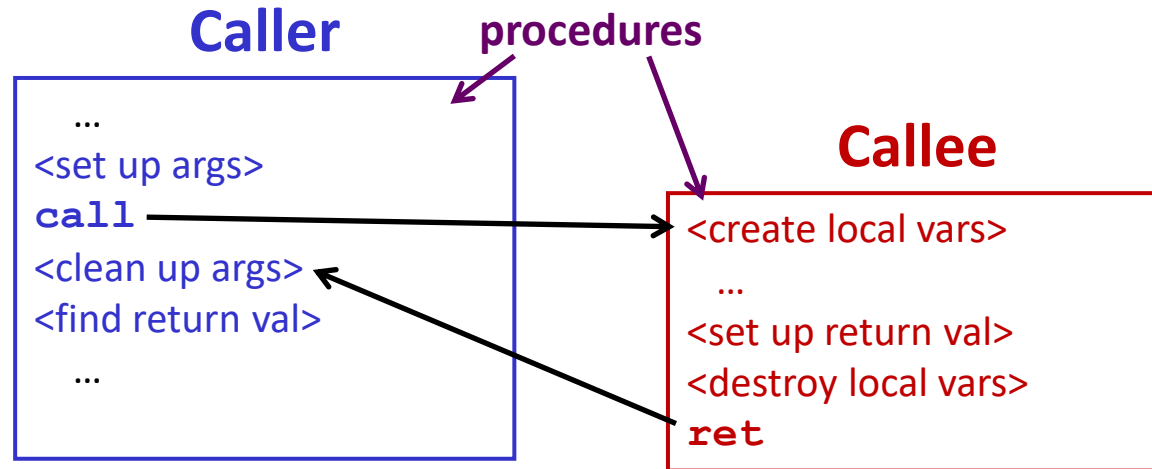 Caller
procedures
...
<set up args>
call
<clean up args>
<find return val>
...
Callee
<create local vars>
...
<set up return val>
<destroy local vars>
ret